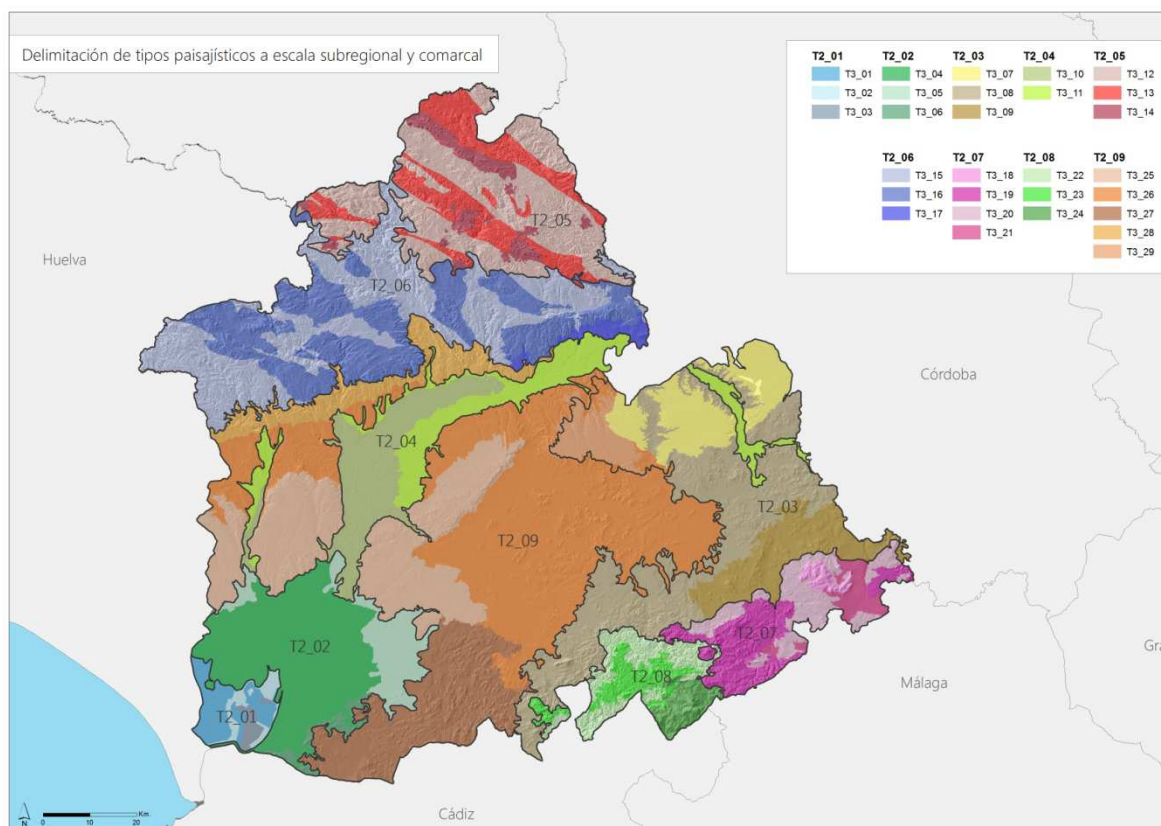 Delimitación de tipos paisajísticos a escala subregional y comarcal
T2_01 T2_02 T2_03 T2_04 T2_05
T3_01 T3_04 T3_07 T3_10 T3_12
T3_02 T3_05 T3_08 T3_11 T3_13
T3_03 T3_06 T3_09 T3_14
T2_06 T2_07 T2_08 T2_09
T3_15 T3_18 T3_22 T3_25
T3_16 T3_19 T3_23 T3_26
T3_17 T3_20 T3_24 T3_27
T3_21 T3_28
T3_29
T2_05
Huelva
T2_06
Córdoba
T2_04
T2_03
T2_09
T2_07
T2_02
Gra
T2_08
Málaga
T2_01
Cádiz
N
0 10 20 Km